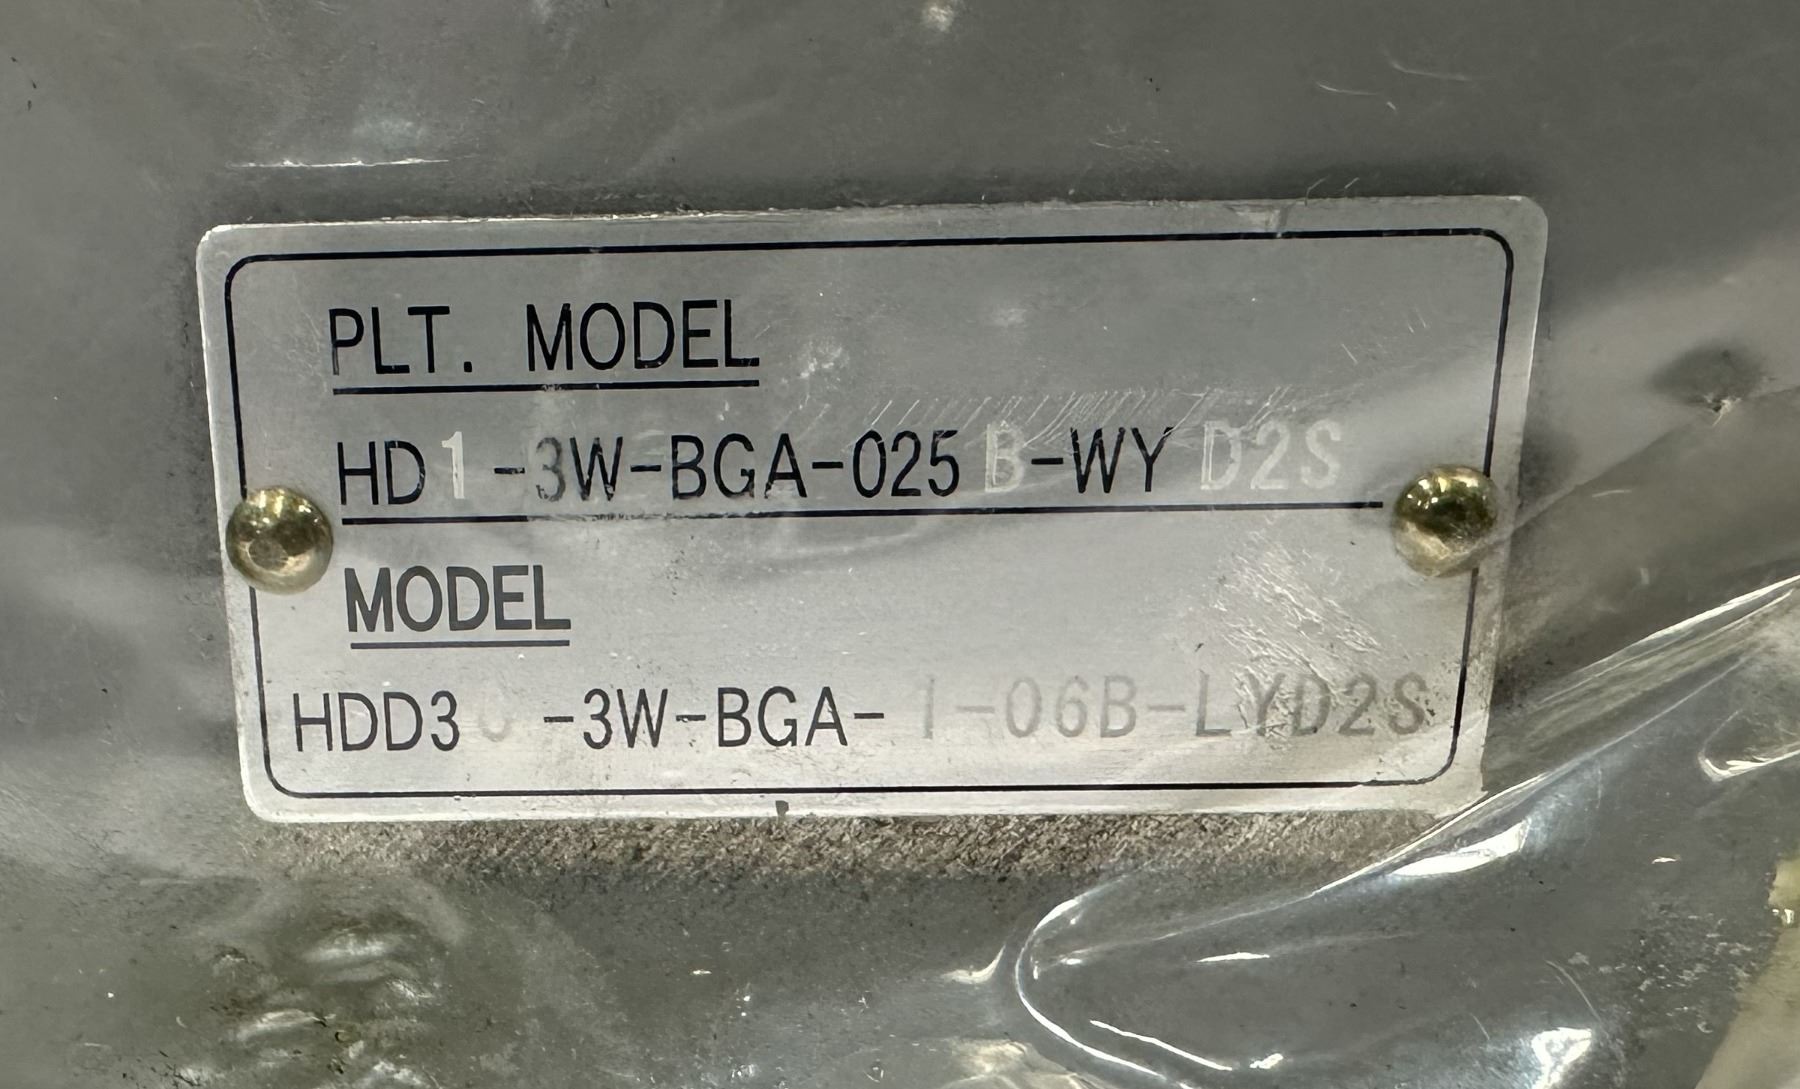 PLT. MODEL
HD1-3W-BGA-025B-WYD2S
MODEL
HDD3 -3W-BGA-1-06B-LYD2S